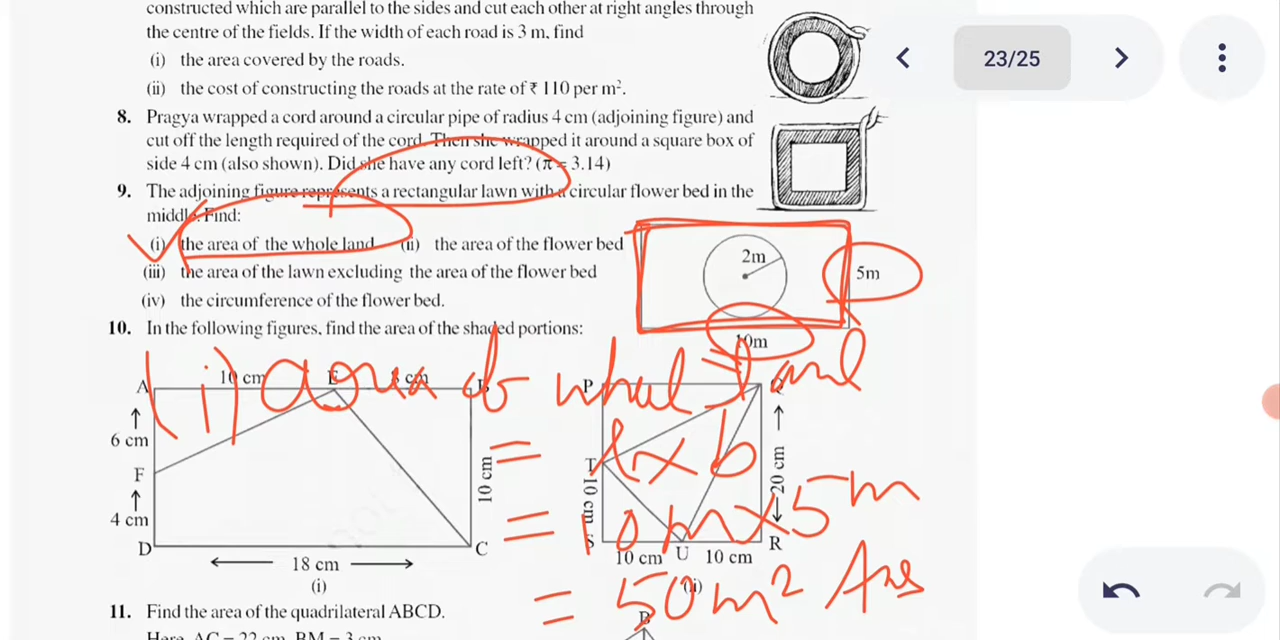 constructed which are parallel to the sides and cut each other at right angles through
the centre of the fields. If the width of each road is 3 m, find
(i) the area covered by the roads.
(ii) the cost of constructing the roads at the rate of ₹ 110 per m².
8. Pragya wrapped a cord around a circular pipe of radius 4 cm (adjoining figure) and
cut off the length required of the cord. Then she wrapped it around a square box of
side 4 cm (also shown). Did she have any cord left? (π = 3.14)
9. The adjoining figure represents a rectangular lawn with a circular flower bed in the
middle. Find:
(i) the area of the whole land (ii) the area of the flower bed
(iii) the area of the lawn excluding the area of the flower bed
(iv) the circumference of the flower bed.
2m
5m
10m
10. In the following figures, find the area of the shaded portions:
A 10 cm E 8 cm B
6 cm
F
4 cm
D C
10 cm
18 cm
(i)
P Q
T
10 cm
S
20 cm
10 cm U 10 cm R
(ii)
(i) area of whul land
= l×b
= 10m×5m
= 50m² Ans
11. Find the area of the quadrilateral ABCD.
Here, AC = 22 cm, BM = 3 cm
B
23/25